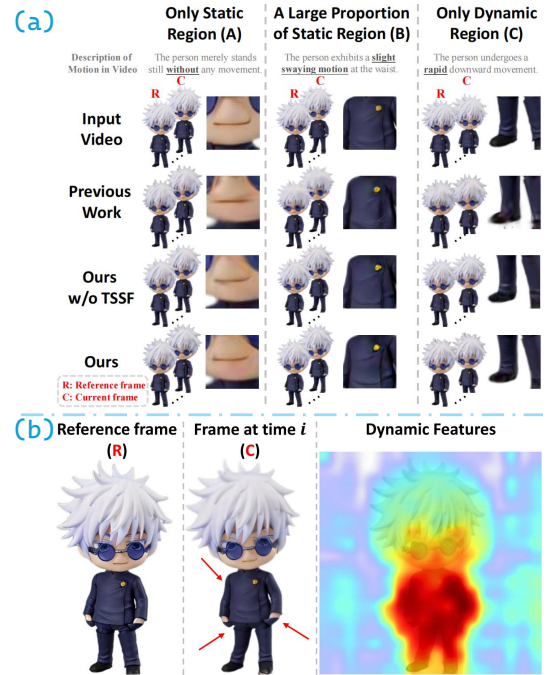 (a)
Only Static
Region (A)
A Large Proportion
of Static Region (B)
Only Dynamic
Region (C)
Description of
Motion in Video
The person merely stands
still without any movement.
The person exhibits a slight
swaying motion at the waist.
The person undergoes a
rapid downward movement.
R
C
R
C
R
C
Input
Video
Previous
Work
Ours
w/o TSSF
Ours
R: Reference frame
C: Current frame
(b)
Reference frame
(R)
Frame at time i
(C)
Dynamic Features